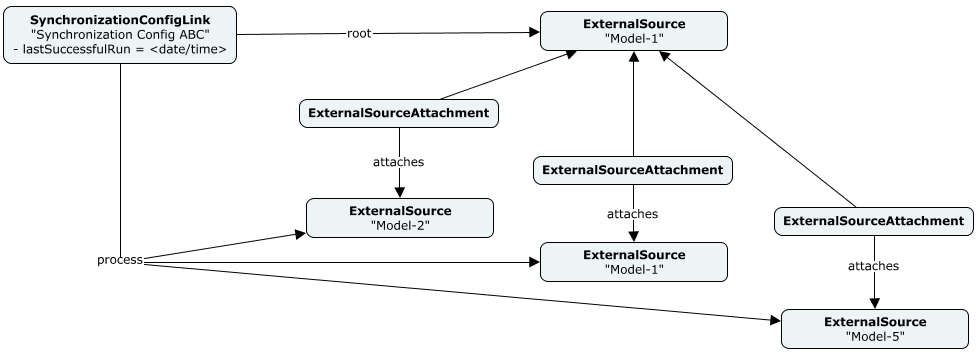 SynchronizationConfigLink
"Synchronization Config ABC"
- lastSuccessfulRun = <date/time>
root
ExternalSource
"Model-1"
ExternalSourceAttachment
attaches
ExternalSourceAttachment
ExternalSource
"Model-2"
attaches
ExternalSourceAttachment
process
ExternalSource
"Model-1"
attaches
ExternalSource
"Model-5"